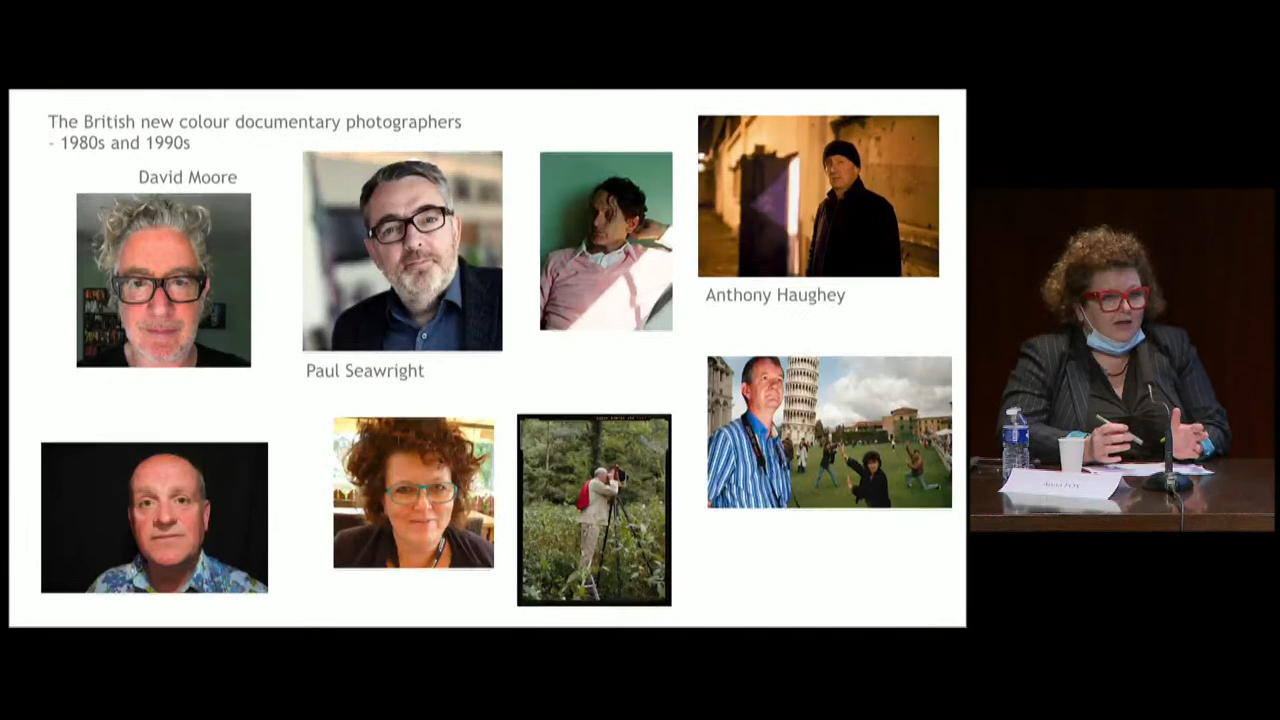 The British new colour documentary photographers
- 1980s and 1990s
David Moore
Paul Seawright
Anthony Haughey